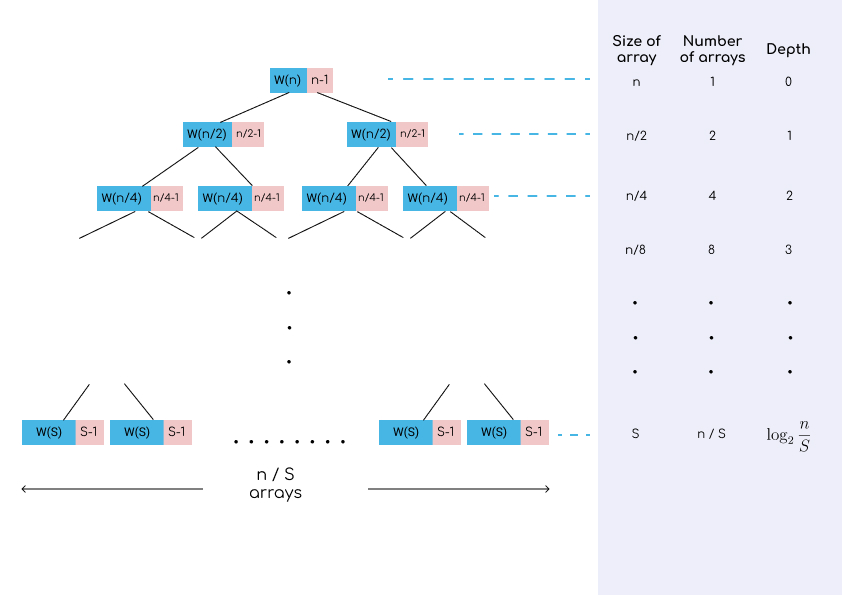 Size of array Number of arrays Depth
W(n) n-1 n 1 0
W(n/2) n/2-1 W(n/2) n/2-1 n/2 2 1
W(n/4) n/4-1 W(n/4) n/4-1 W(n/4) n/4-1 W(n/4) n/4-1 n/4 4 2
n/8 8 3
W(S) S-1 W(S) S-1 ........ W(S) S-1 W(S) S-1 S n / S log₂ n/S
n / S
arrays